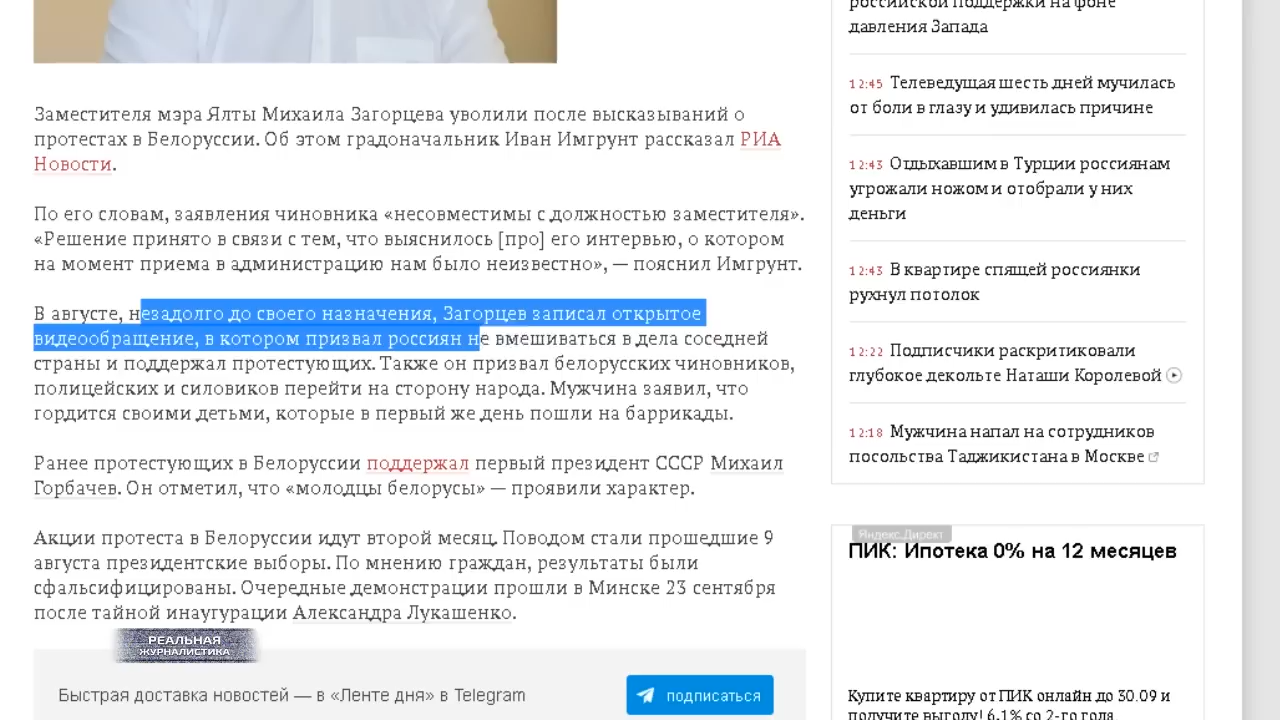 Заместителя мэра Ялты Михаила Загорцева уволили после высказываний о
протестах в Белоруссии. Об этом градоначальник Иван Имгрунт рассказал РИА
Новости.
По его словам, заявления чиновника «несовместимы с должностью заместителя».
«Решение принято в связи с тем, что выяснилось [про] его интервью, о котором
на момент приема в администрацию нам было неизвестно», — пояснил Имгрунт.
В августе, незадолго до своего назначения, Загорцев записал открытое
видеообращение, в котором призвал россиян не вмешиваться в дела соседней
страны и поддержал протестующих. Также он призвал белорусских чиновников,
полицейских и силовиков перейти на сторону народа. Мужчина заявил, что
гордится своими детьми, которые в первый же день пошли на баррикады.
Ранее протестующих в Белоруссии поддержал первый президент СССР Михаил
Горбачев. Он отметил, что «молодцы белорусы» — проявили характер.
Акции протеста в Белоруссии идут второй месяц. Поводом стали прошедшие 9
августа президентские выборы. По мнению граждан, результаты были
сфальсифицированы. Очередные демонстрации прошли в Минске 23 сентября
после тайной инаугурации Александра Лукашенко.
РЕАЛЬНАЯ
ЖУРНАЛИСТИКА
Быстрая доставка новостей — в «Ленте дня» в Telegram
подписаться
российской поддержки на фоне
давления Запада
12:45 Телеведущая шесть дней мучилась
от боли в глазу и удивилась причине
12:43 Отдыхавшим в Турции россиянам
угрожали ножом и отобрали у них
деньги
12:43 В квартире спящей россиянки
рухнул потолок
12:22 Подписчики раскритиковали
глубокое декольте Наташи Королевой
12:18 Мужчина напал на сотрудников
посольства Таджикистана в Москве
Яндекс.Директ
ПИК: Ипотека 0% на 12 месяцев
Купите квартиру от ПИК онлайн до 30.09 и
получите выгоду! 6,1% со 2-го года